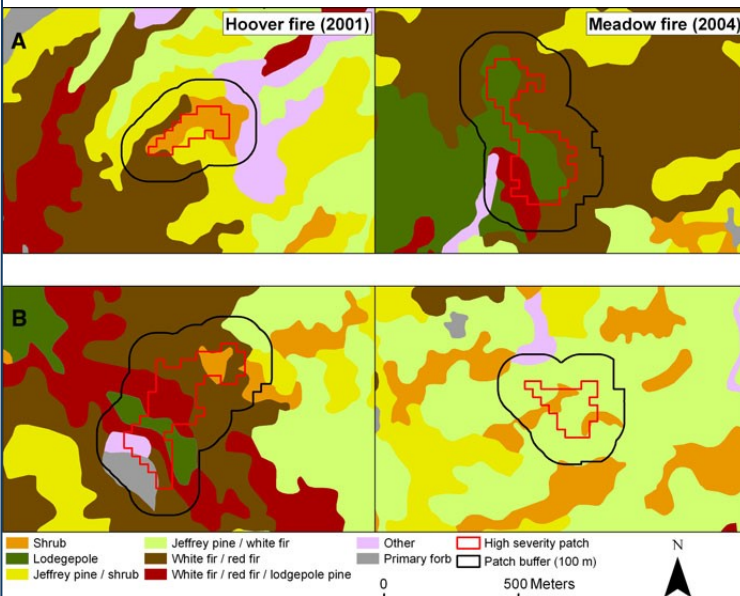 A
Hoover fire (2001)
Meadow fire (2004)
B
Shrub
Lodegepole
Jeffrey pine / shrub
Jeffrey pine / white fir
White fir / red fir
White fir / red fir / lodgepole pine
Other
Primary forb
High severity patch
Patch buffer (100 m)
0 500 Meters
N